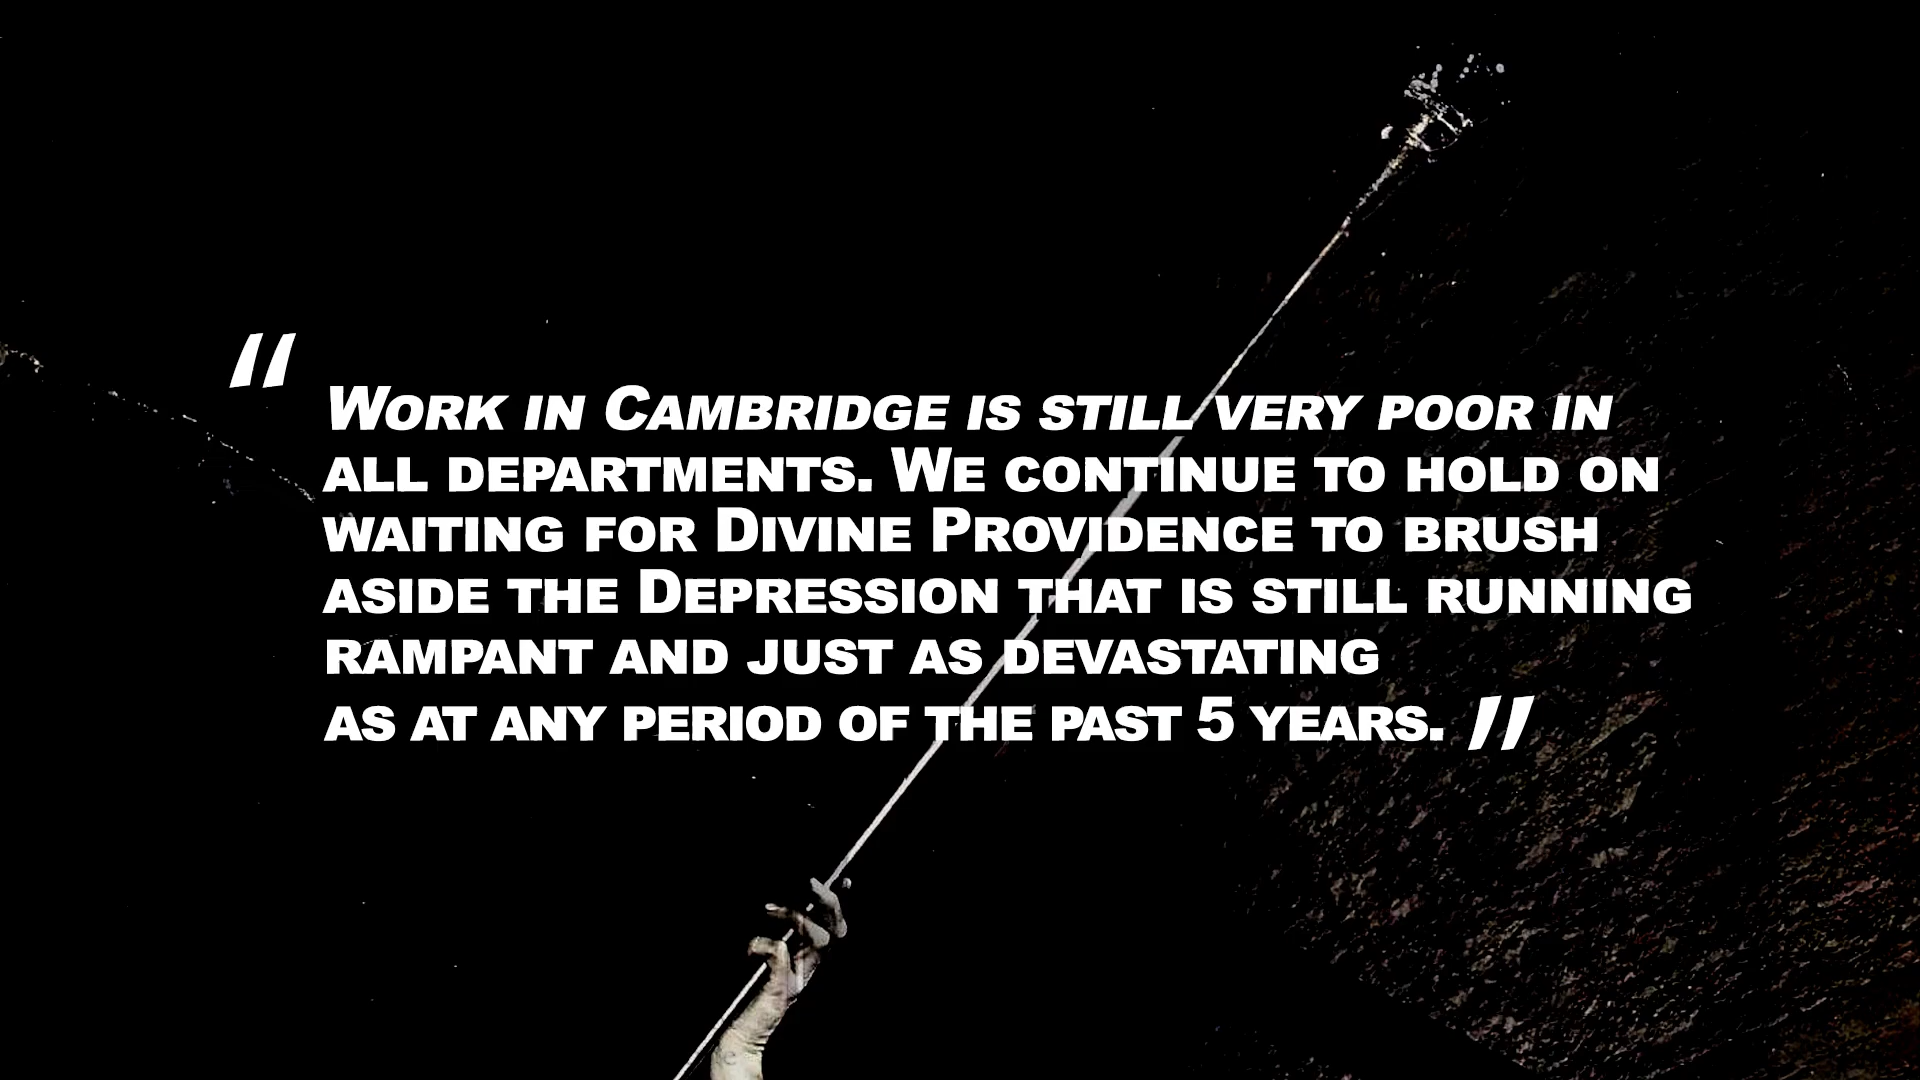 "Work in Cambridge is still very poor in
all departments. We continue to hold on
waiting for Divine Providence to brush
aside the Depression that is still running
rampant and just as devastating
as at any period of the past 5 years."